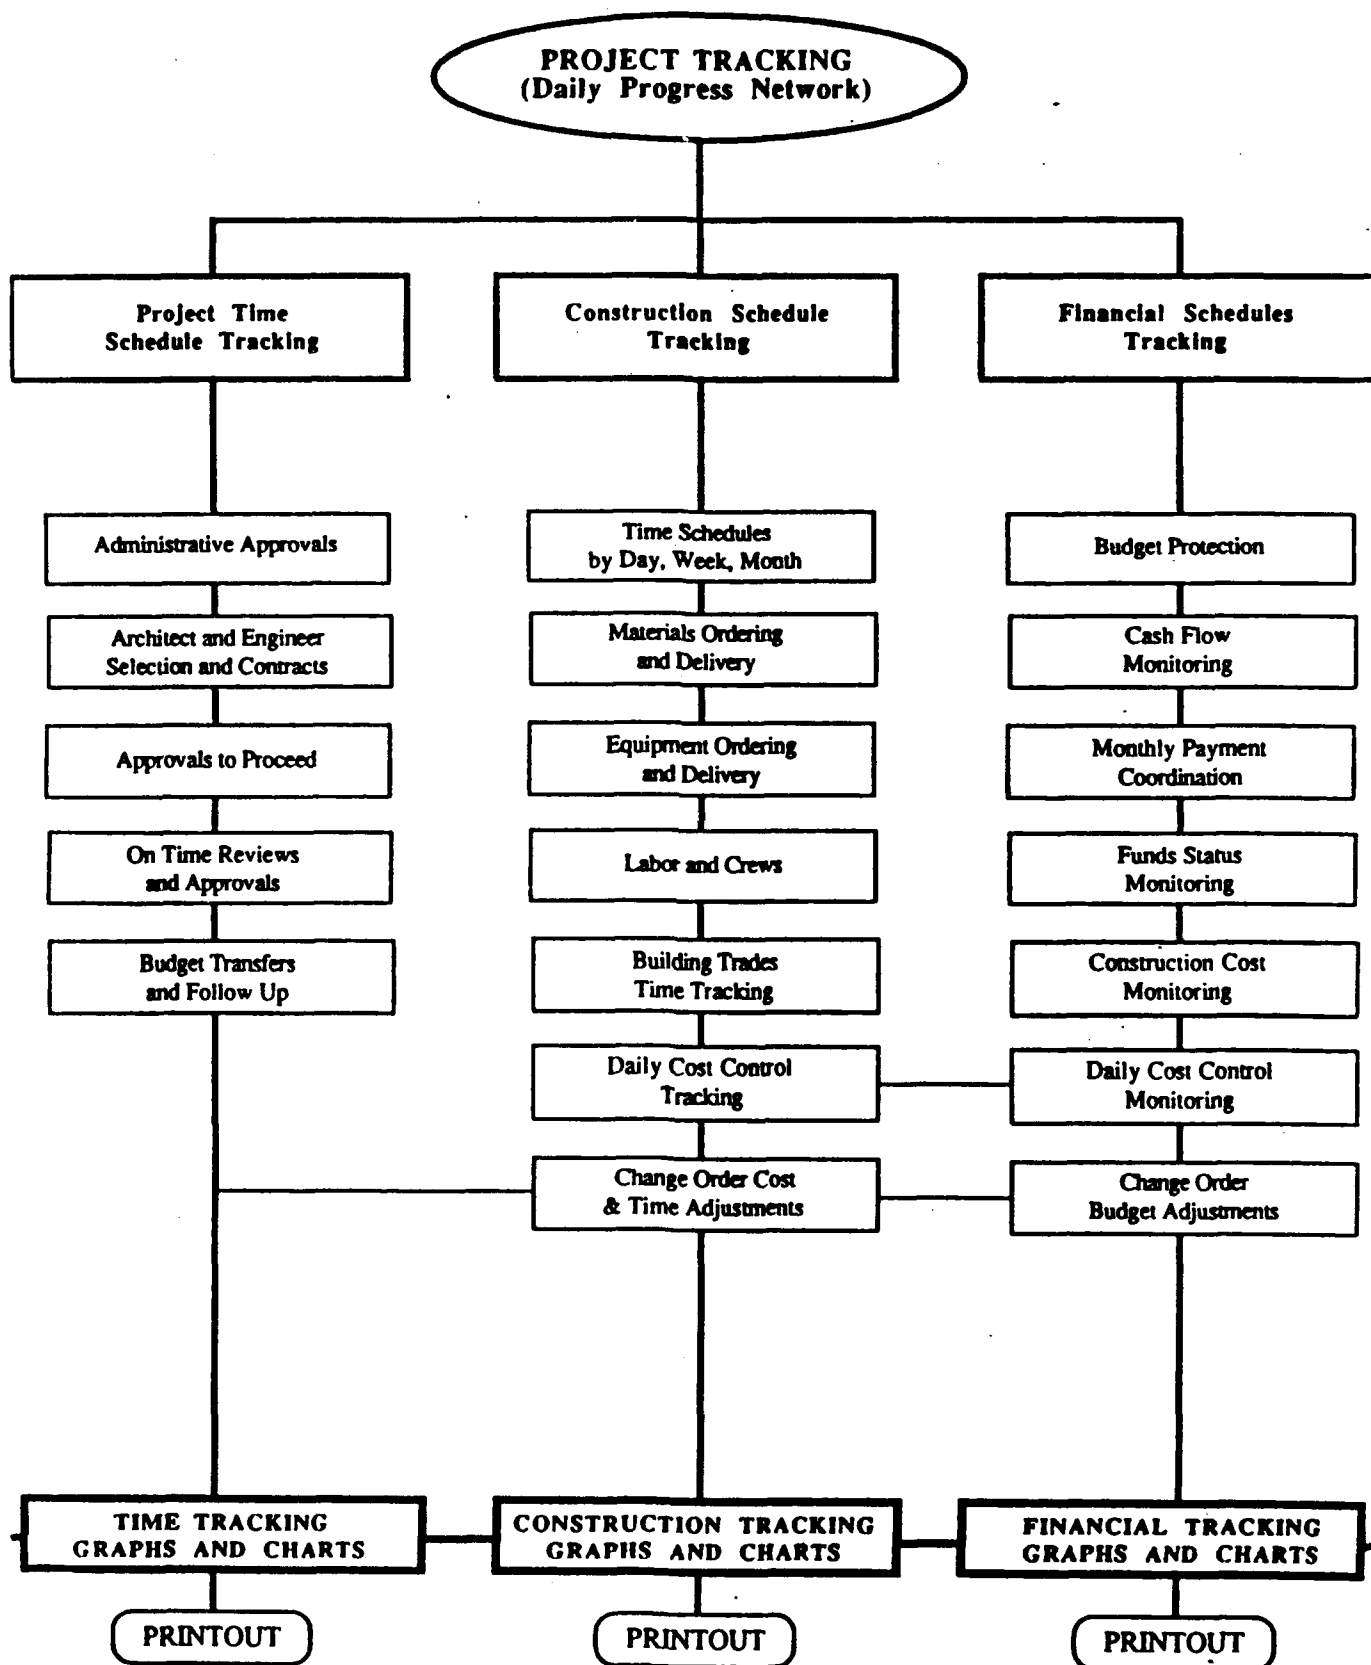 PROJECT TRACKING
(Daily Progress Network)
Project Time
Schedule Tracking
Construction Schedule
Tracking
Financial Schedules
Tracking
Administrative Approvals
Architect and Engineer
Selection and Contracts
Approvals to Proceed
On Time Reviews
and Approvals
Budget Transfers
and Follow Up
Time Schedules
by Day, Week, Month
Materials Ordering
and Delivery
Equipment Ordering
and Delivery
Labor and Crews
Building Trades
Time Tracking
Daily Cost Control
Tracking
Change Order Cost
& Time Adjustments
Budget Protection
Cash Flow
Monitoring
Monthly Payment
Coordination
Funds Status
Monitoring
Construction Cost
Monitoring
Daily Cost Control
Monitoring
Change Order
Budget Adjustments
TIME TRACKING
GRAPHS AND CHARTS
CONSTRUCTION TRACKING
GRAPHS AND CHARTS
FINANCIAL TRACKING
GRAPHS AND CHARTS
PRINTOUT
PRINTOUT
PRINTOUT